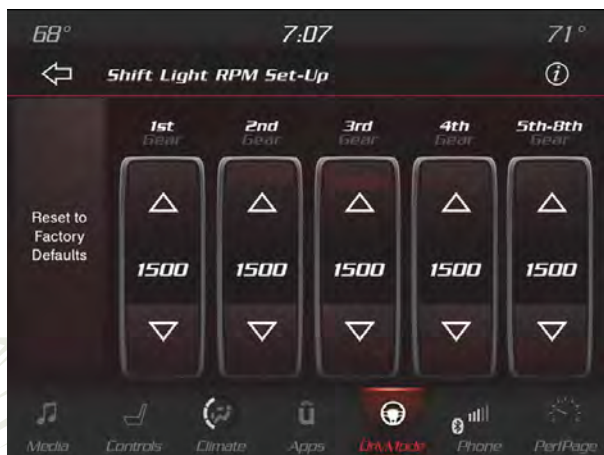 68° 7:07 71°
Shift Light RPM Set-Up
1st 2nd 3rd 4th 5th-8th
Gear Gear Gear Gear Gear
Reset to
Factory
Defaults
1500 1500 1500 1500 1500
Media Controls Climate Apps DrvMode Phone PerfPage